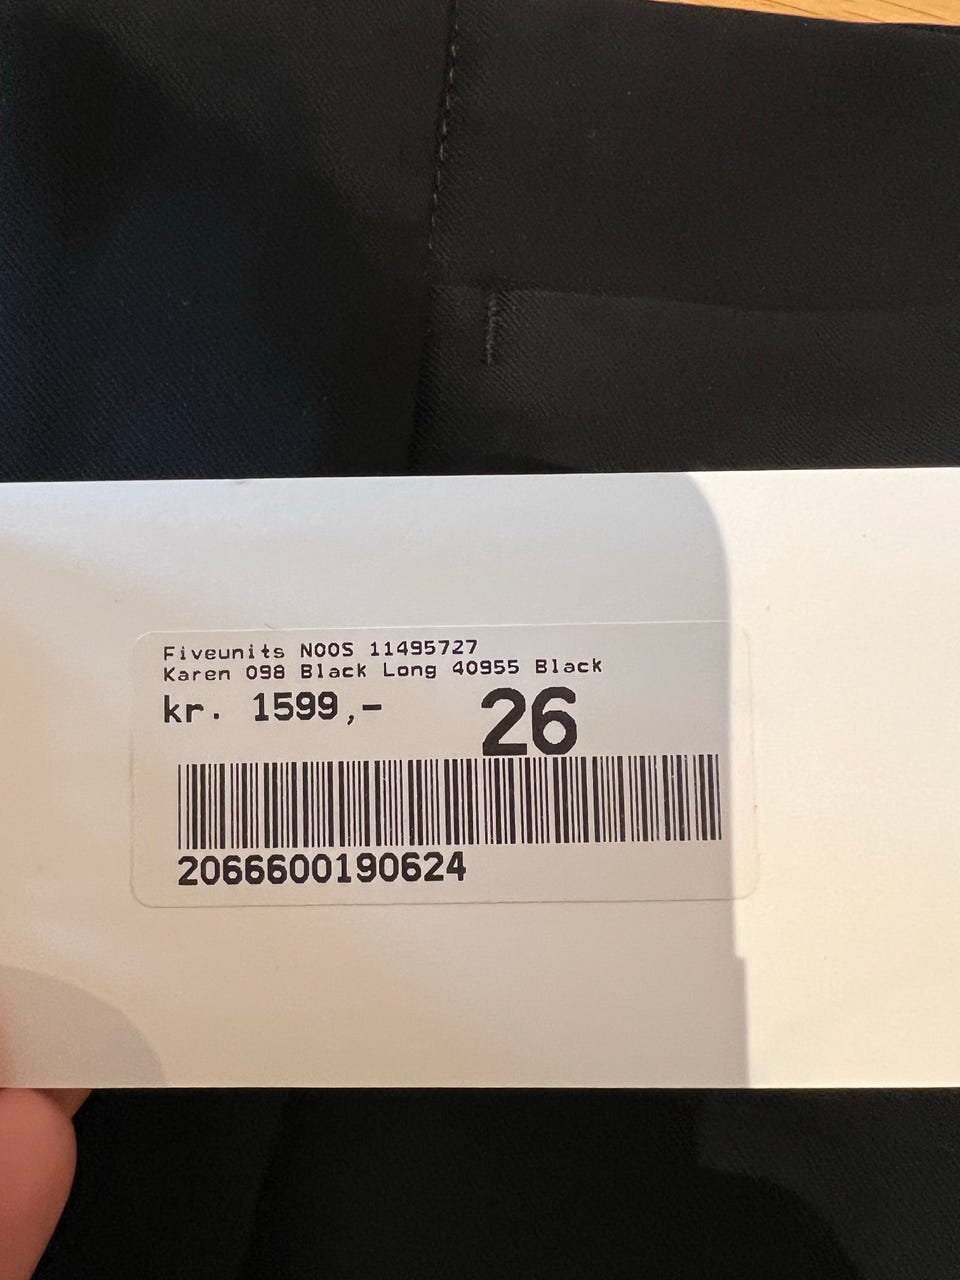 Fiveunits NOOS 11495727
Karen 098 Black Long 40955 Black
kr. 1599,- 26
2066600190624